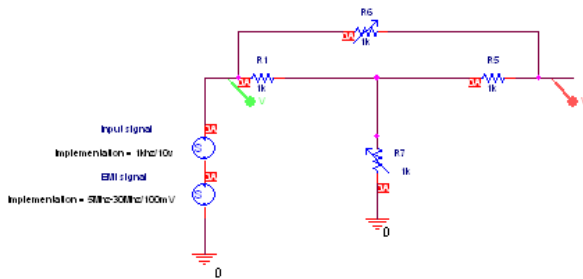 R6
0A
1k
R1
R5
0A
0A
0A
1k
1k
V
V
Input signal
0A
Implementation = 1khz/10v
R7
1k
EMI signal
0A
0A
Implementation = 5Mhz-30Mhz/100mV
0
0